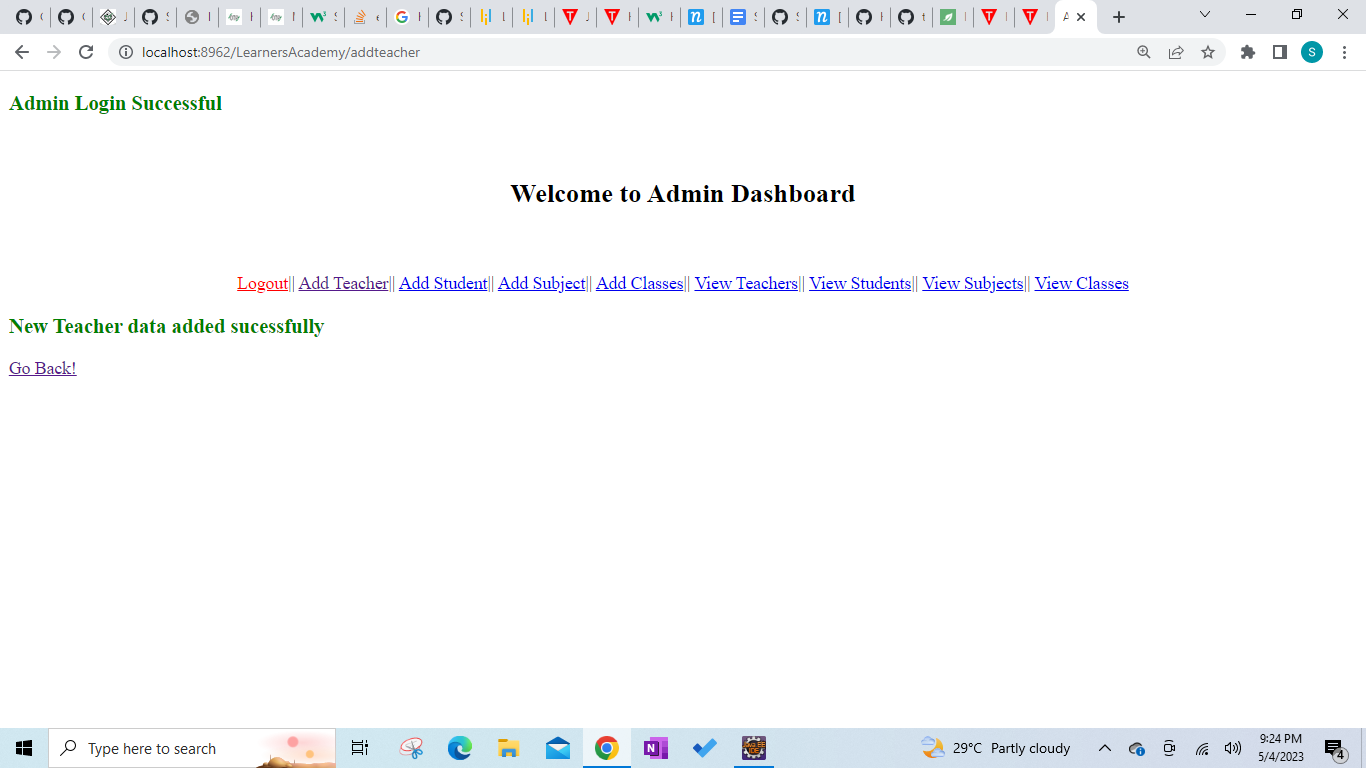 localhost:8962/LearnersAcademy/addteacher
S
Admin Login Successful
Welcome to Admin Dashboard
Logout|| Add Teacher|| Add Student|| Add Subject|| Add Classes|| View Teachers|| View Students|| View Subjects|| View Classes
New Teacher data added sucessfully
Go Back!
Type here to search
29°C Partly cloudy
9:24 PM
5/4/2023
4